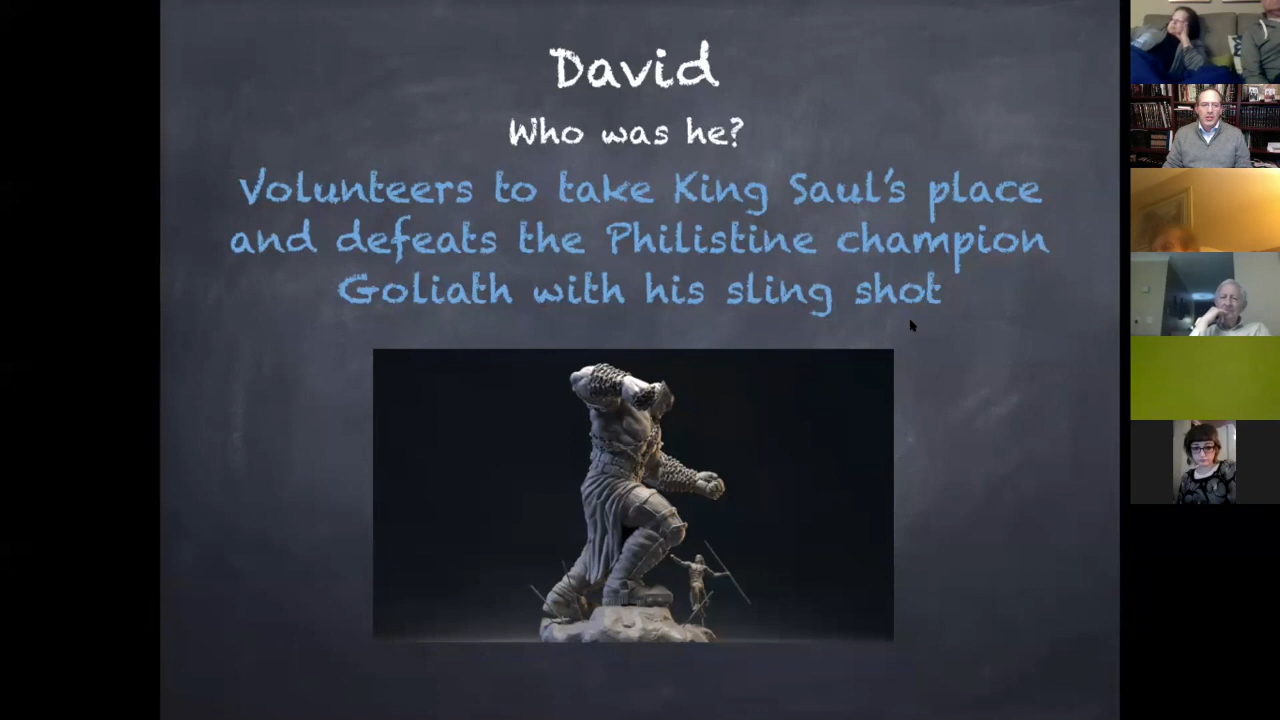 David
Who was he?
Volunteers to take King Saul's place
and defeats the Philistine champion
Goliath with his sling shot